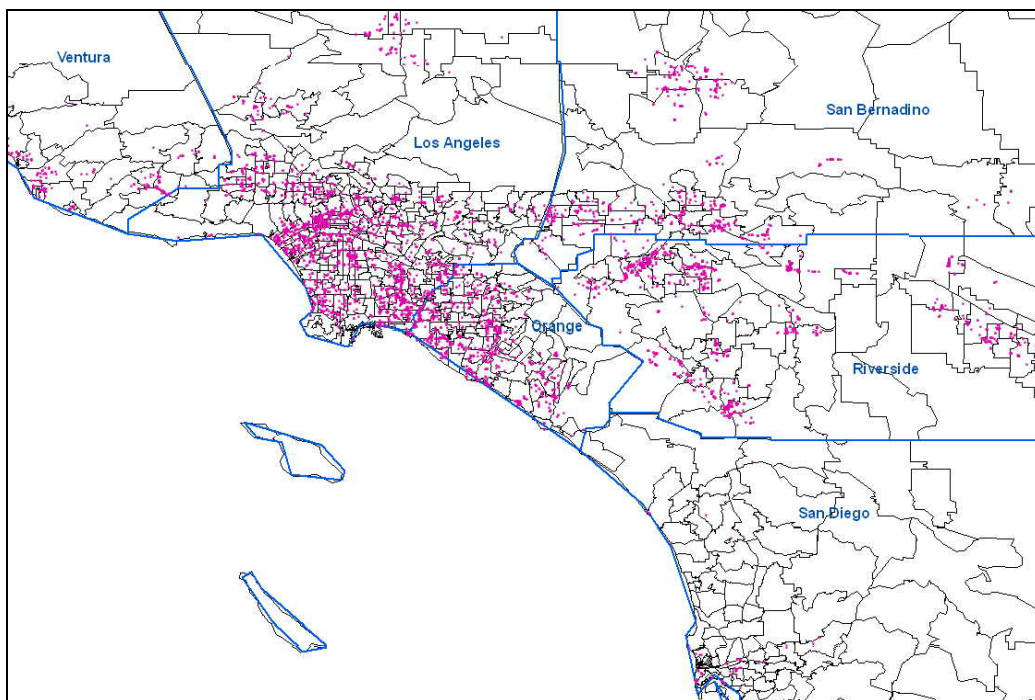 Ventura
San Bernadino
Los Angeles
Orange
Riverside
San Diego